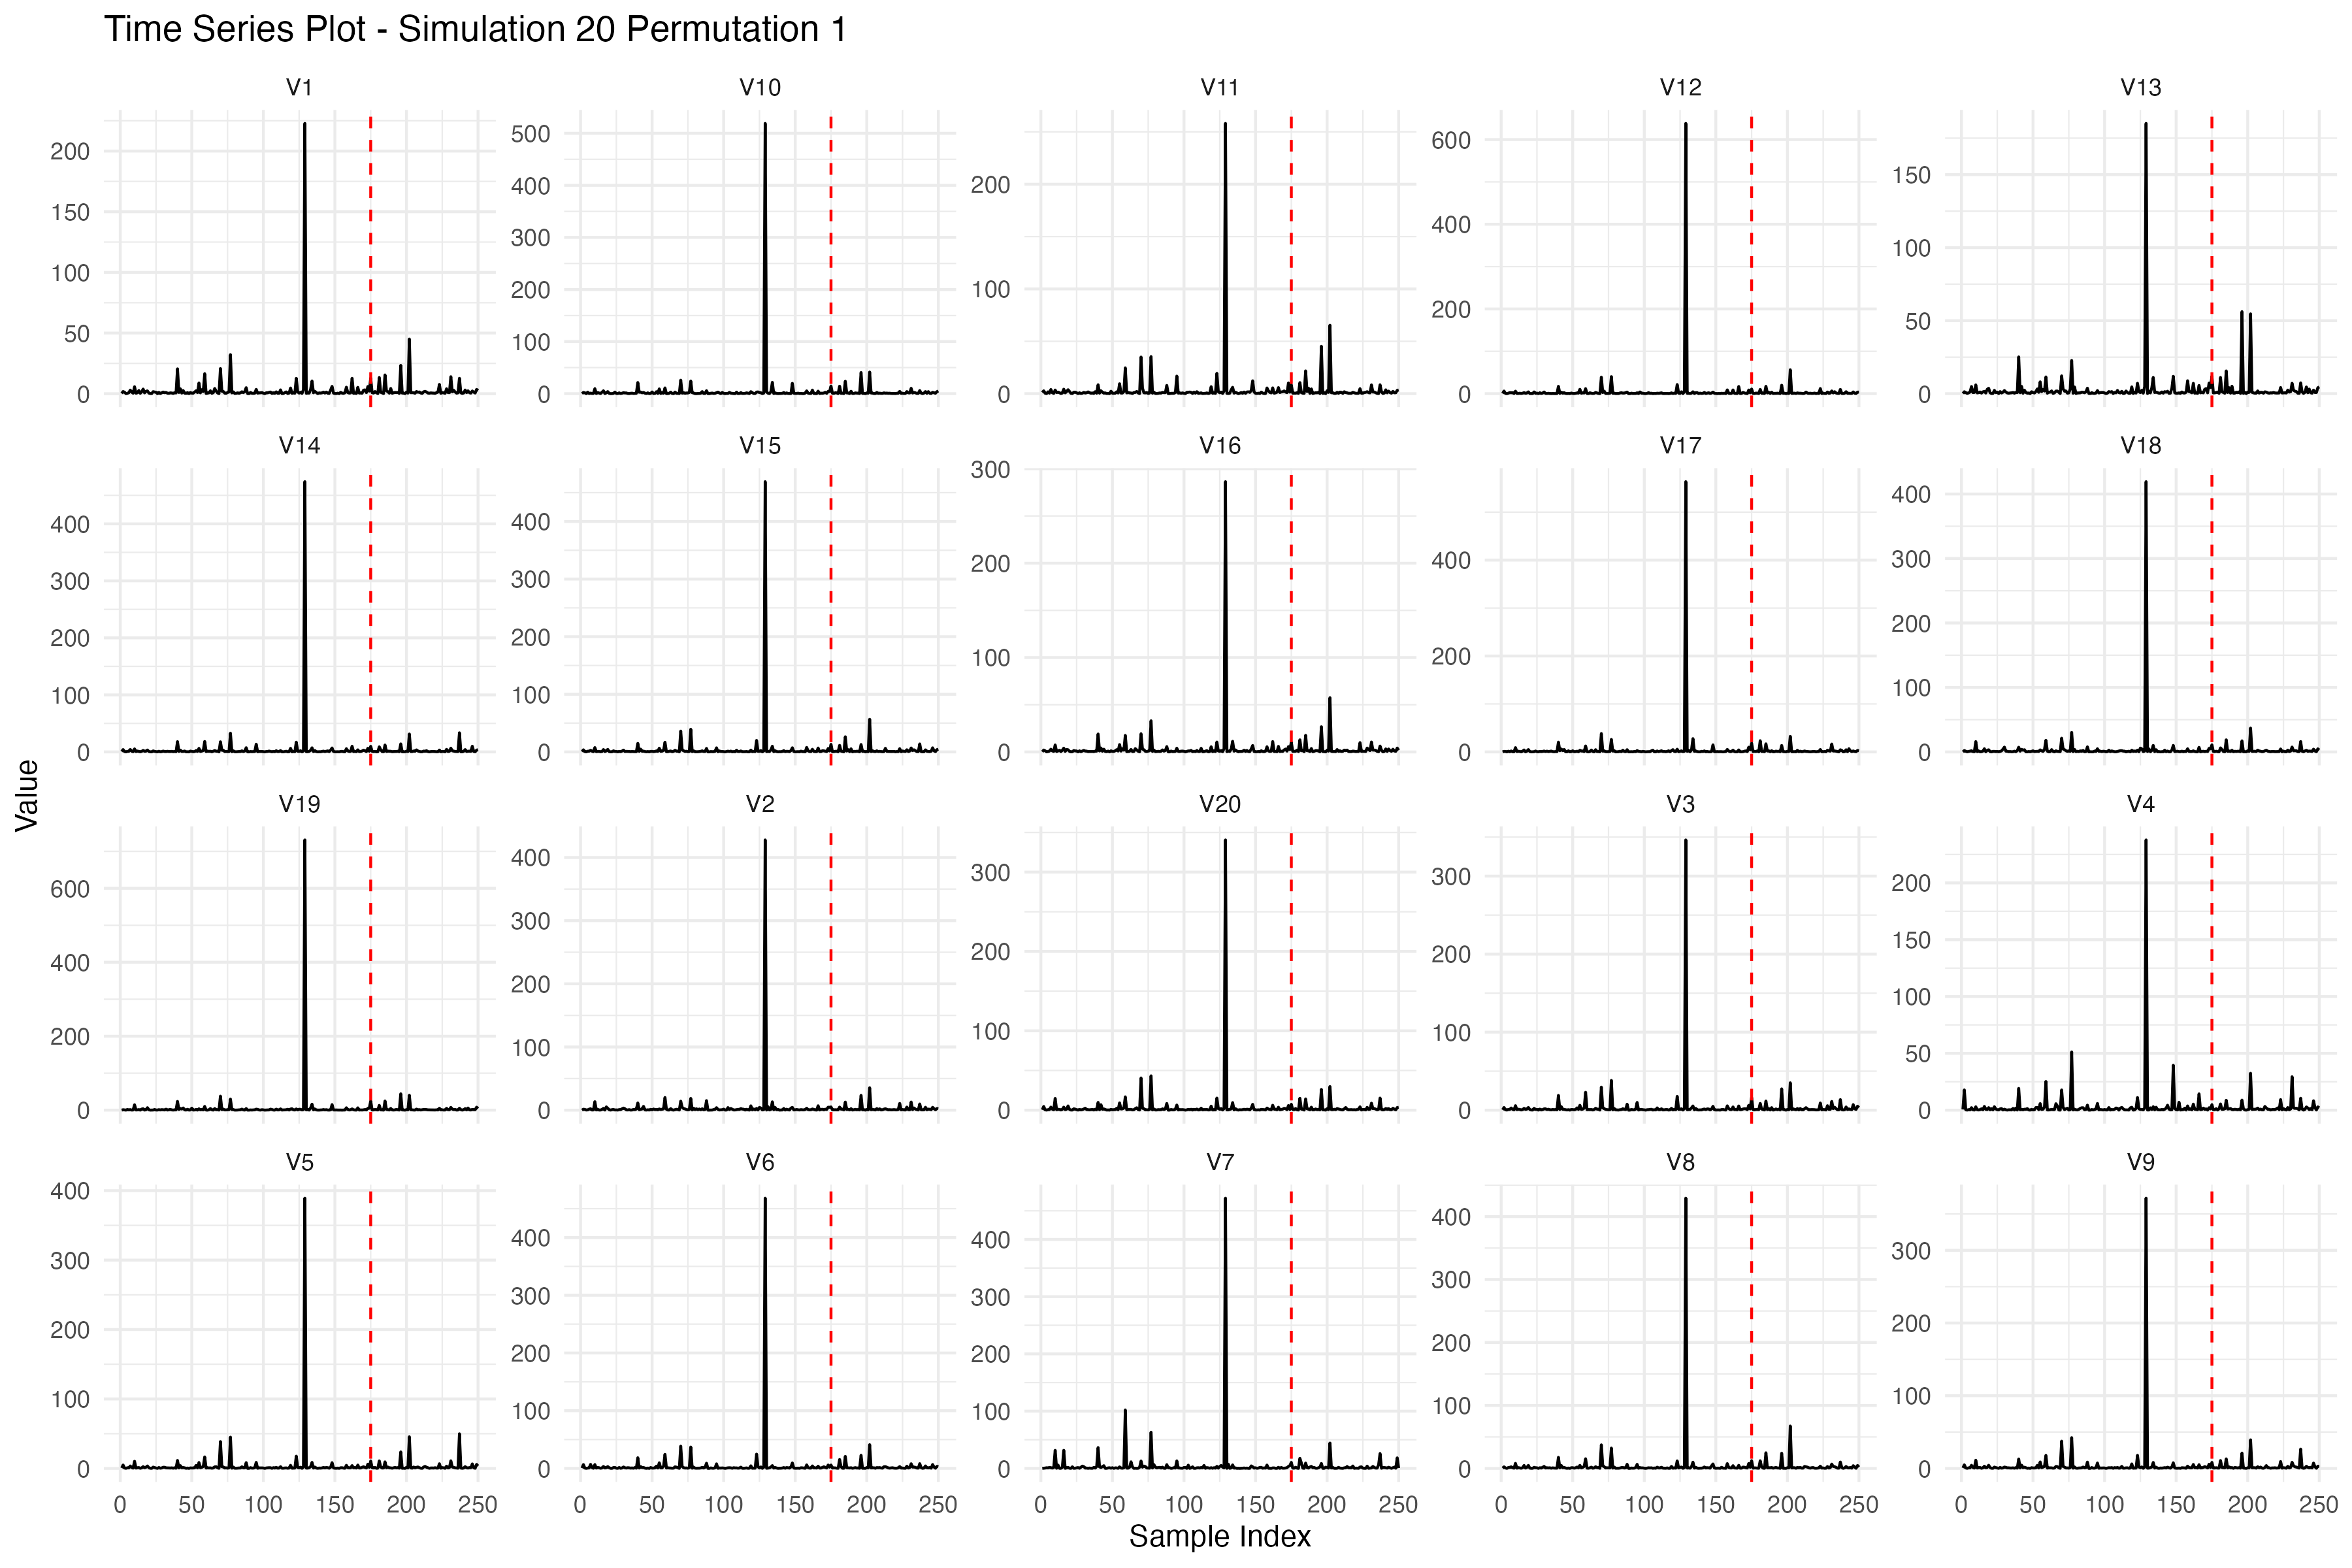 Time Series Plot - Simulation 20 Permutation 1
V1 V10 V11 V12 V13
200 150 100 50 0
500 400 300 200 100 0
200 100 0
600 400 200 0
150 100 50 0
V14 V15 V16 V17 V18
400 300 200 100 0
400 300 200 100 0
300 200 100 0
400 200 0
400 300 200 100 0
Value
V19 V2 V20 V3 V4
600 400 200 0
400 300 200 100 0
300 200 100 0
300 200 100 0
200 150 100 50 0
V5 V6 V7 V8 V9
400 300 200 100 0
400 300 200 100 0
400 300 200 100 0
400 300 200 100 0
300 200 100 0
0 50 100 150 200 250 0 50 100 150 200 250 0 50 100 150 200 250 0 50 100 150 200 250 0 50 100 150 200 250
Sample Index